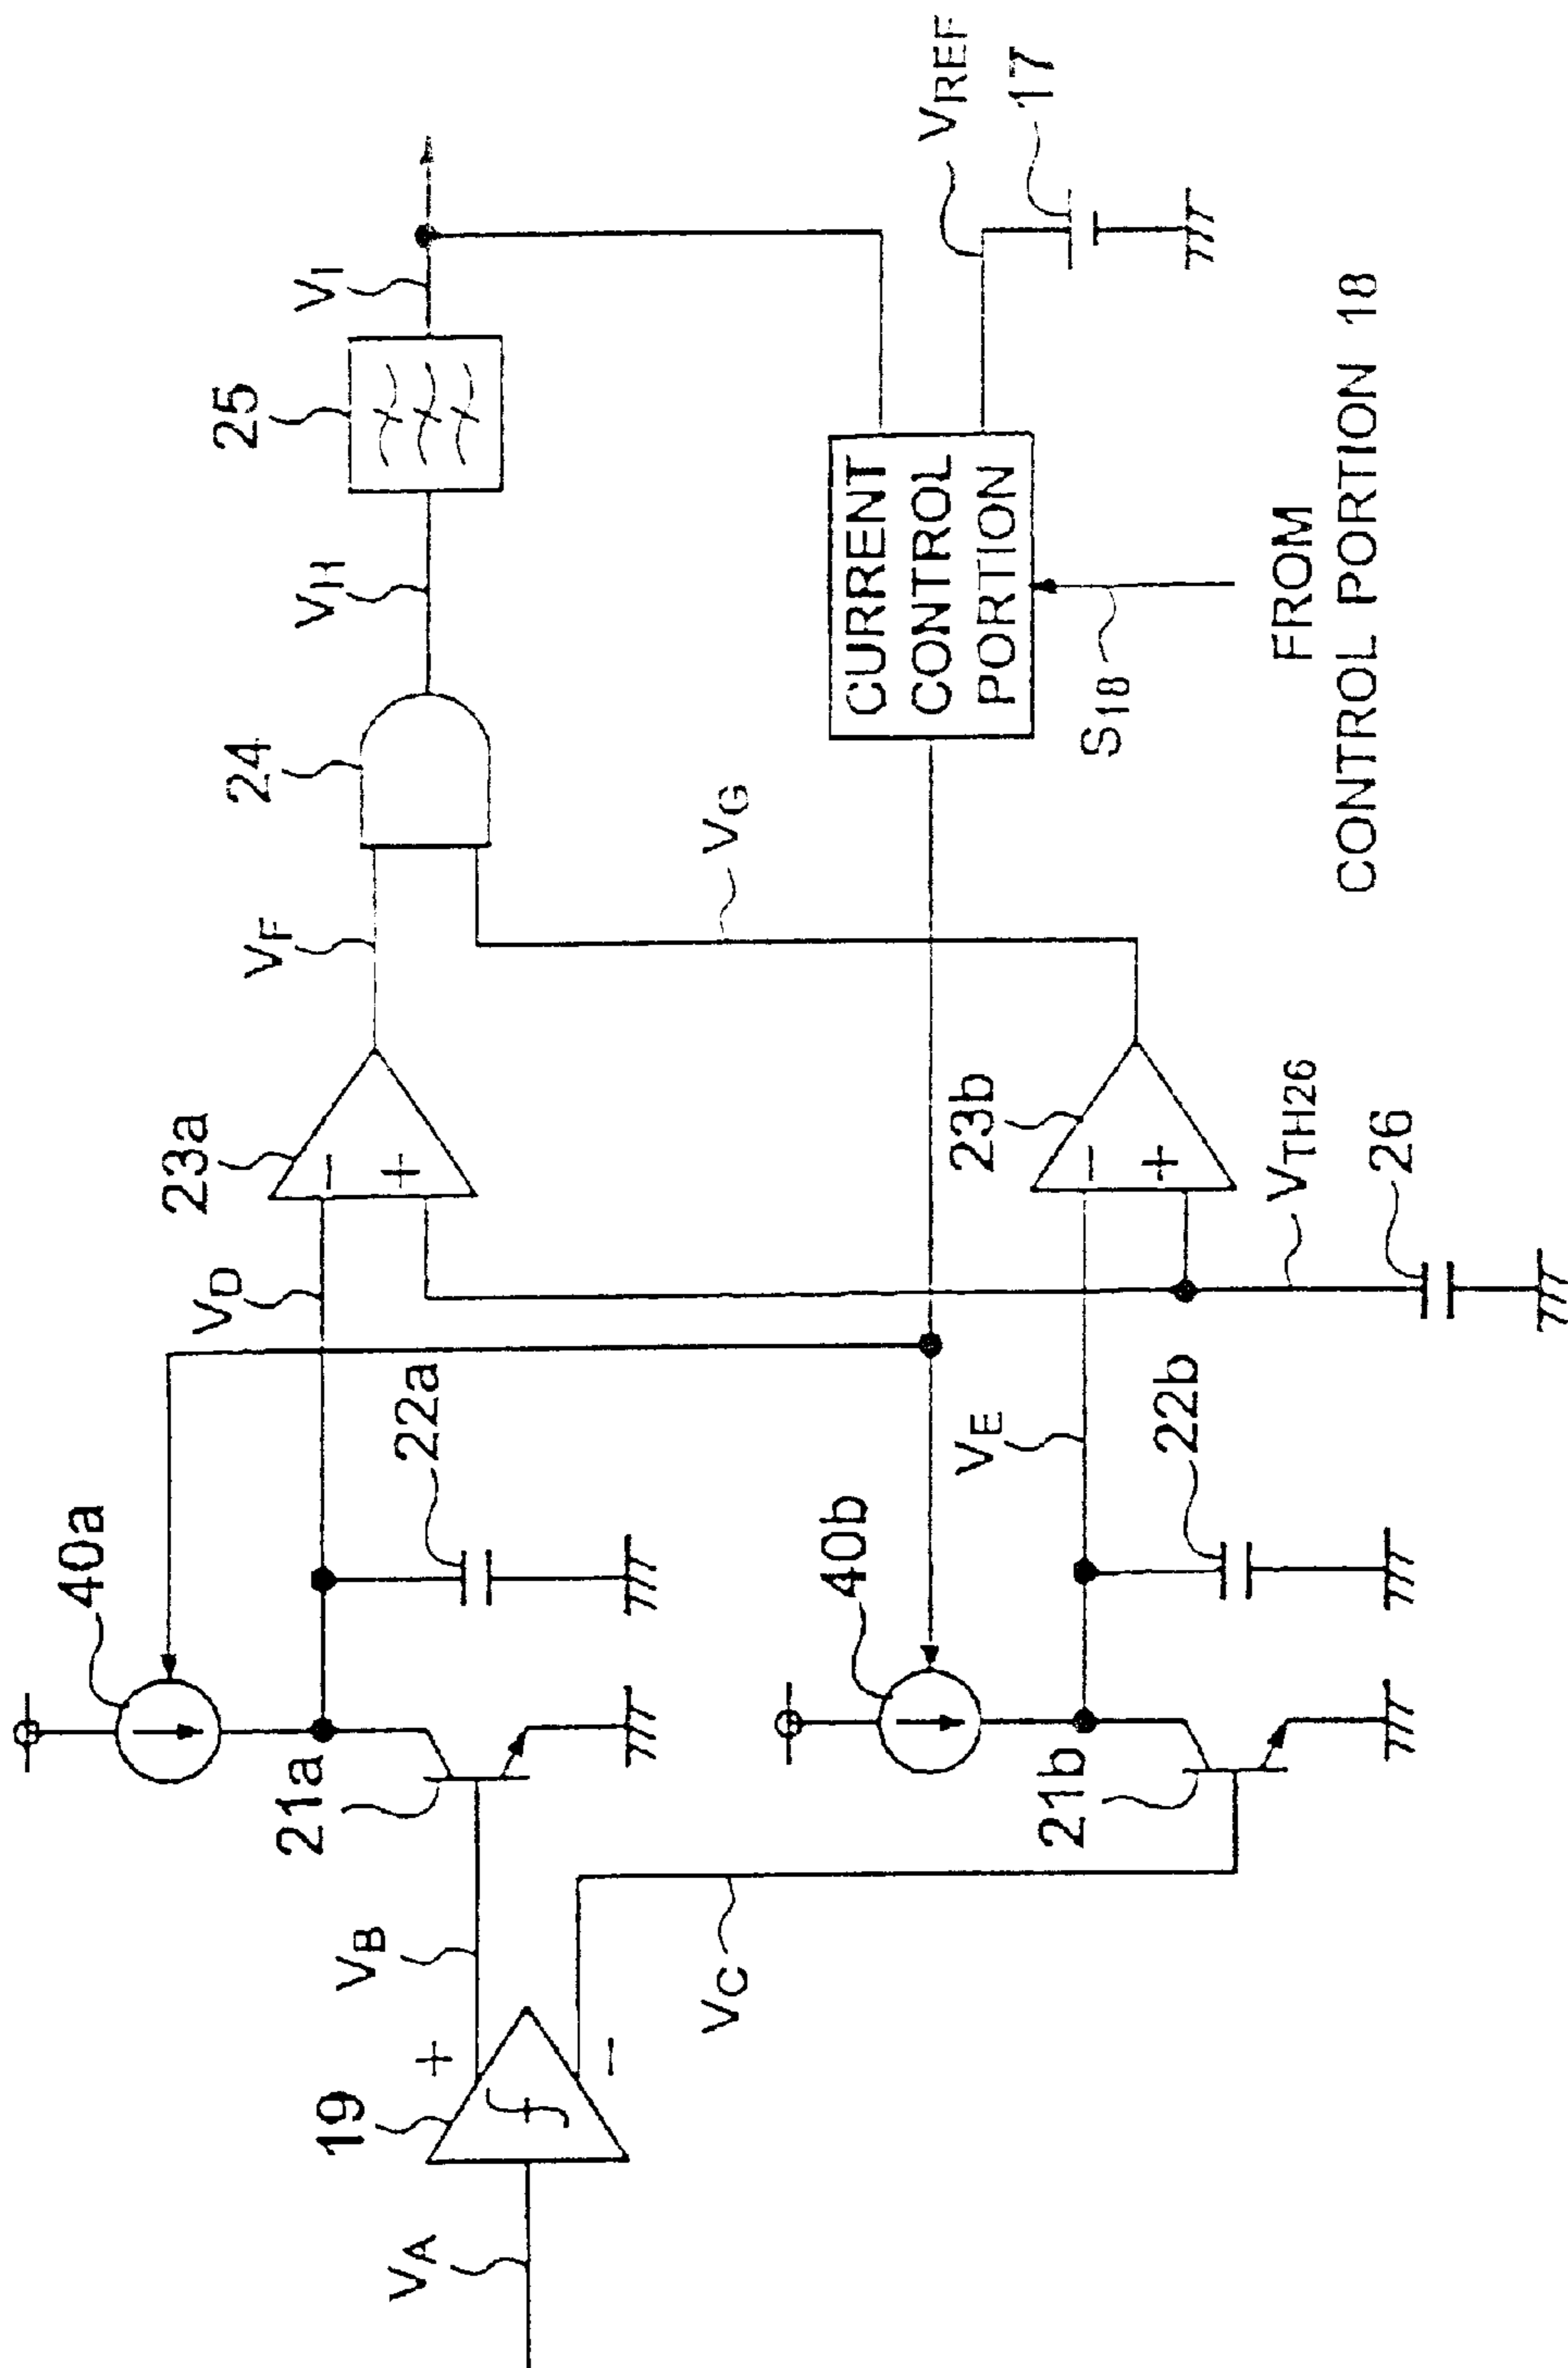 40a
VD
23a
VF
24
VH
25
VI
19
+
−
VA
VB
VC
21a
22a
−
+
40b
VE
23b
VG
21b
22b
−
+
VTH26
26
CURRENT
CONTROL
PORTION
VREF
17
S18
FROM
CONTROL PORTION 18